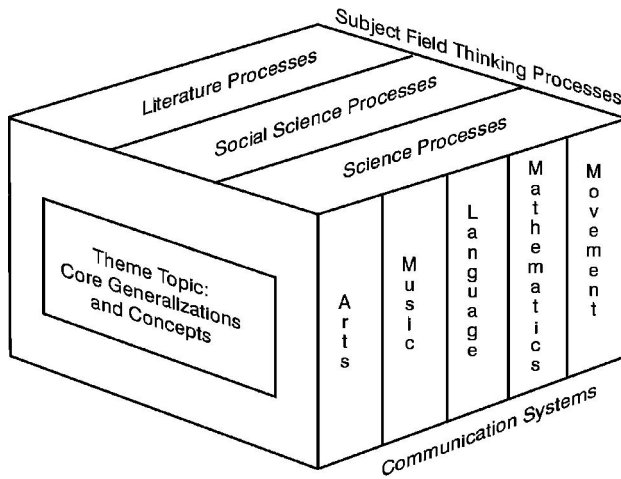 Subject Field Thinking Processes
Literature Processes
Social Science Processes
Science Processes
Theme Topic:
Core Generalizations
and Concepts
Arts
Music
Language
Mathematics
Movement
Communication Systems